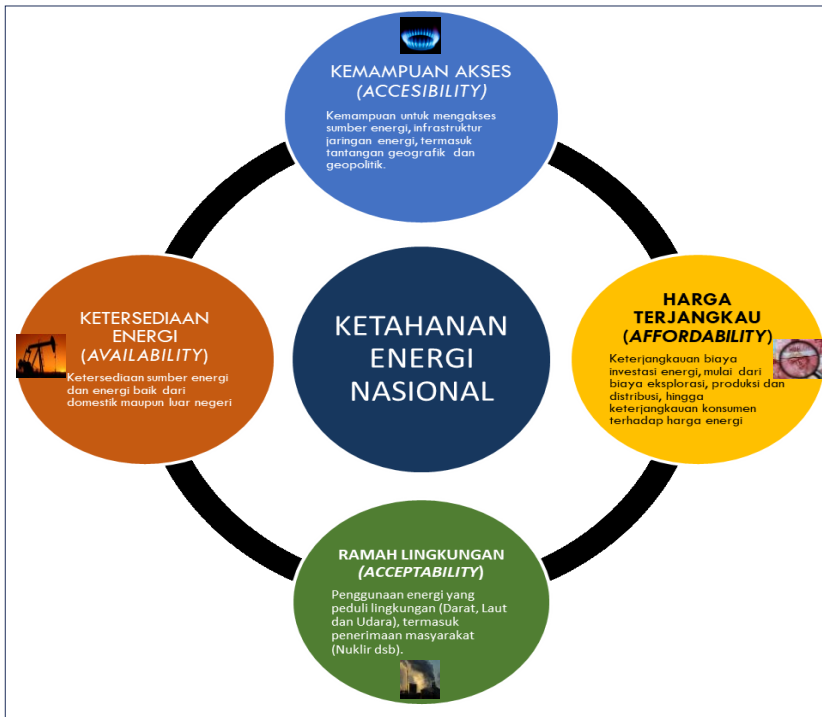 KEMAMPUAN AKSES
(ACCESIBILITY)
Kemampuan untuk mengakses
sumber energi, infrastruktur
jaringan energi, termasuk
tantangan geografik dan
geopolitik.
KETERSEDIAAN
ENERGI
(AVAILABILITY)
Ketersediaan sumber energi
dan energi baik dari
domestik maupun luar negeri
KETAHANAN
ENERGI
NASIONAL
HARGA
TERJANGKAU
(AFFORDABILITY)
Keterjangkauan biaya
investasi energi, mulai dari
biaya eksplorasi, produksi dan
distribusi, hingga
keterjangkauan konsumen
terhadap harga energi
RAMAH LINGKUNGAN
(ACCEPTABILITY)
Penggunaan energi yang
peduli lingkungan (Darat, Laut
dan Udara), termasuk
penerimaan masyarakat
(Nuklir dsb).